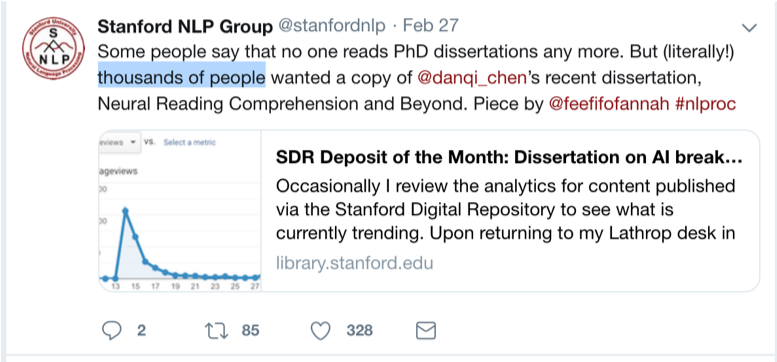 Stanford NLP Group @stanfordnlp · Feb 27
Some people say that no one reads PhD dissertations any more. But (literally!)
thousands of people wanted a copy of @danqi_chen's recent dissertation,
Neural Reading Comprehension and Beyond. Piece by @feefifofannah #nlproc
S
NLP
eviews VS. Select a metric
ageviews
00
00
13 15 17 19 21 23 25 27
SDR Deposit of the Month: Dissertation on AI break...
Occasionally I review the analytics for content published
via the Stanford Digital Repository to see what is
currently trending. Upon returning to my Lathrop desk in
library.stanford.edu
2 85 328